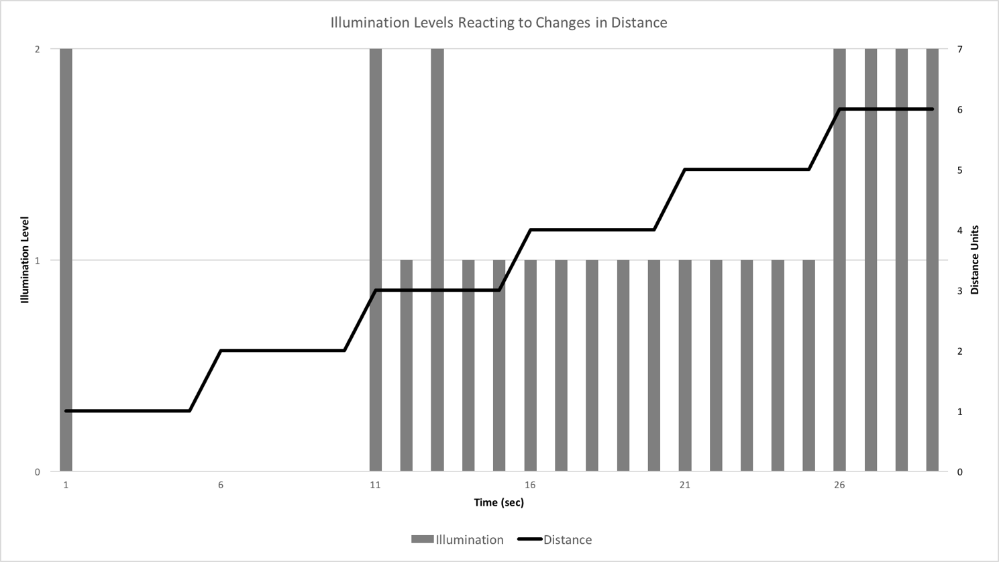 Illumination Levels Reacting to Changes in Distance
2
1
0
Illumination Level
7
6
5
4
3
2
1
0
Distance Units
1 6 11 16 21 26
Time (sec)
Illumination Distance